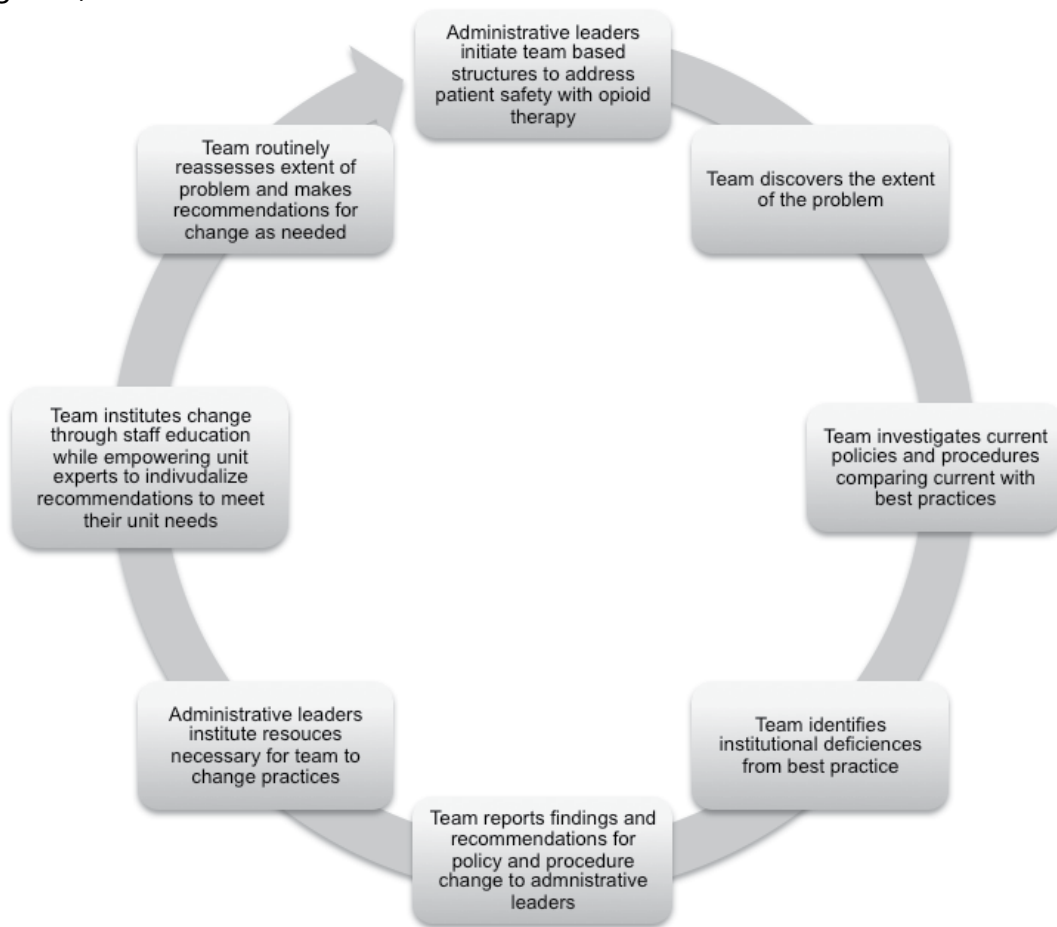 Administrative leaders
initiate team based
structures to address
patient safety with opioid
therapy
Team discovers the extent
of the problem
Team investigates current
policies and procedures
comparing current with
best practices
Team identifies
institutional deficiences
from best practice
Team reports findings and
recommendations for
policy and procedure
change to admnistrative
leaders
Administrative leaders
institute resouces
necessary for team to
change practices
Team institutes change
through staff education
while empowering unit
experts to indivudalize
recommendations to meet
their unit needs
Team routinely
reassesses extent of
problem and makes
recommendations for
change as needed